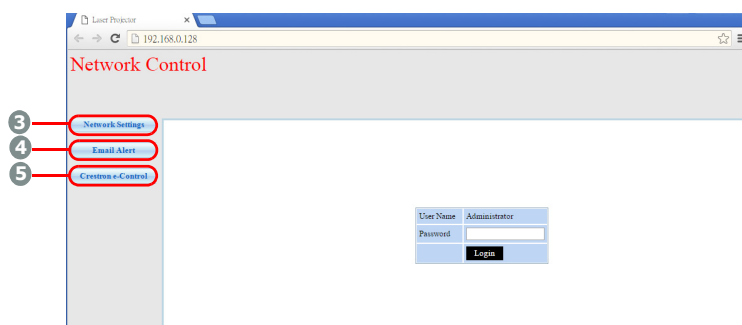 Laser Projector
192.168.0.128
Network Control
3 Network Settings
4 Email Alert
5 Crestron e-Control
User Name Administrator
Password
Login